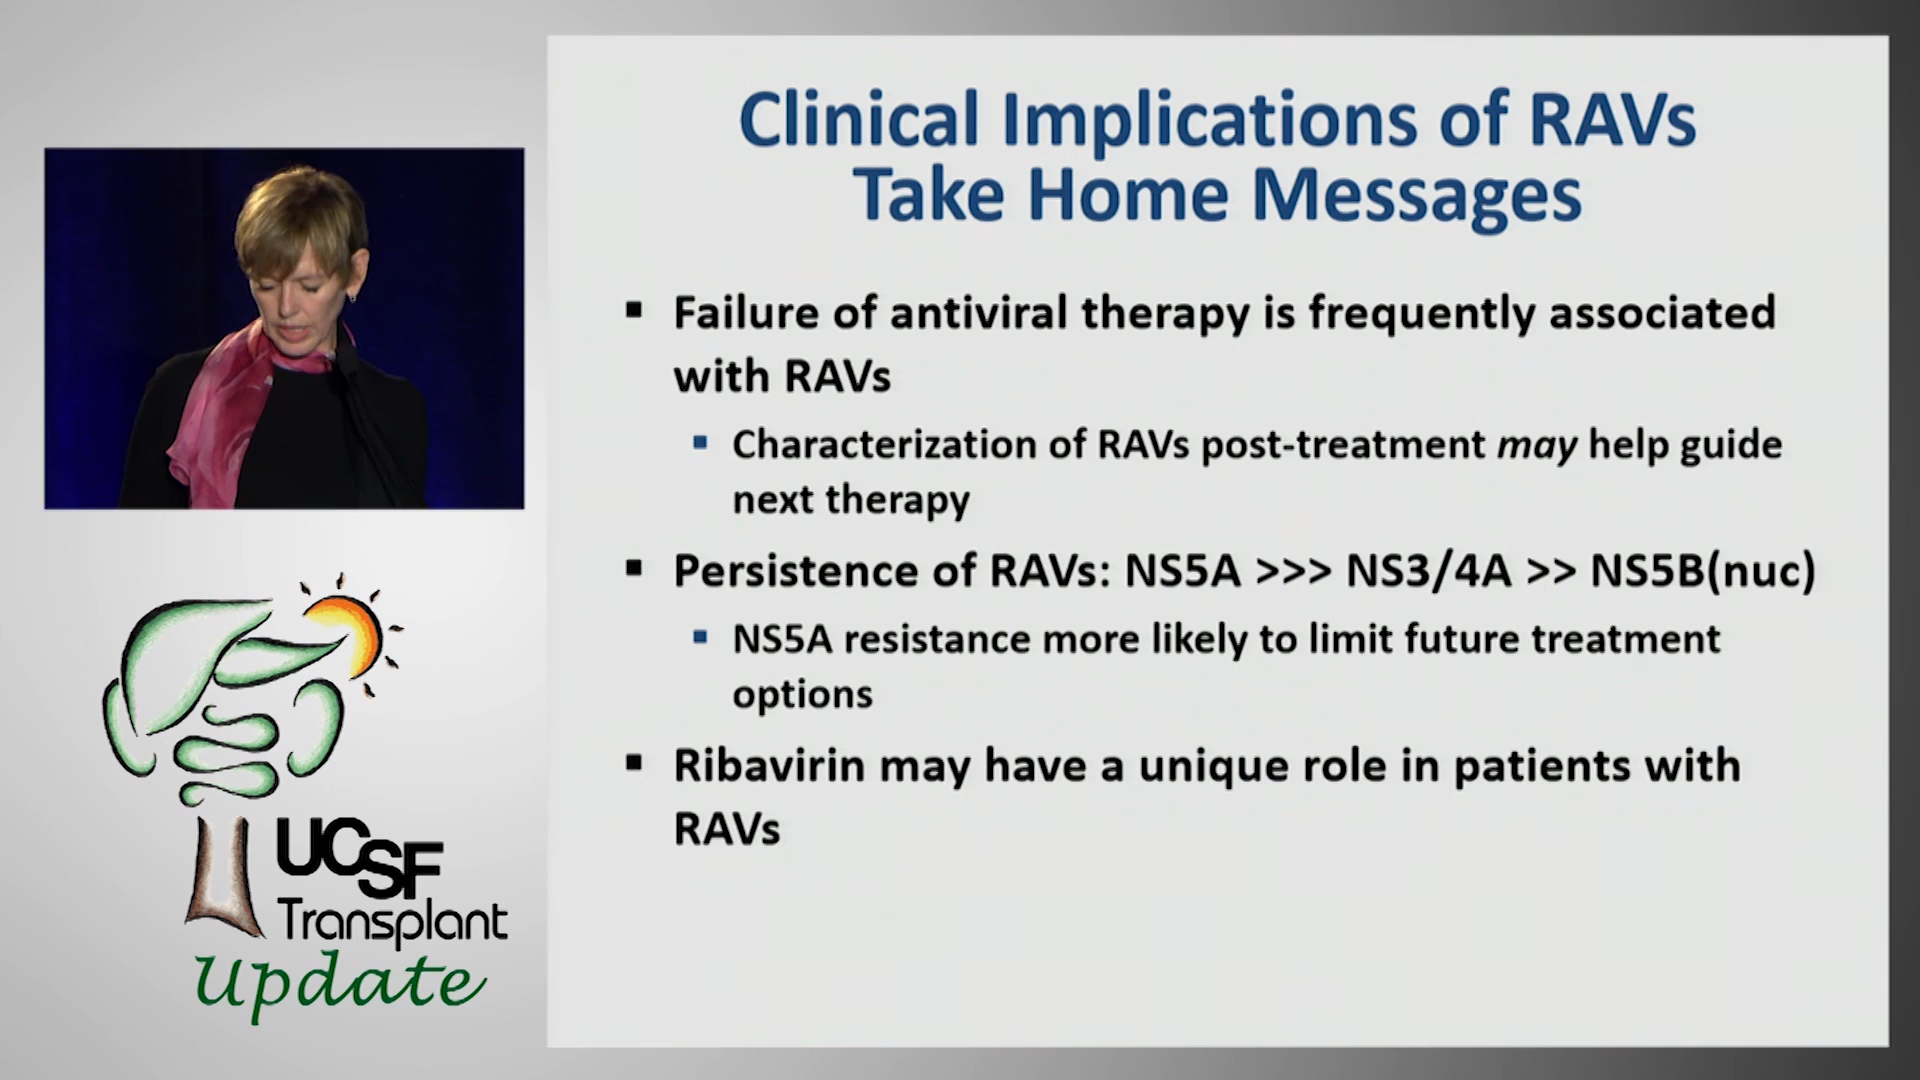 Clinical Implications of RAVs
Take Home Messages
▪ Failure of antiviral therapy is frequently associated
with RAVs
▪ Characterization of RAVs post-treatment may help guide
next therapy
▪ Persistence of RAVs: NS5A >>> NS3/4A >> NS5B(nuc)
▪ NS5A resistance more likely to limit future treatment
options
▪ Ribavirin may have a unique role in patients with
RAVs
UCSF
Transplant
Update